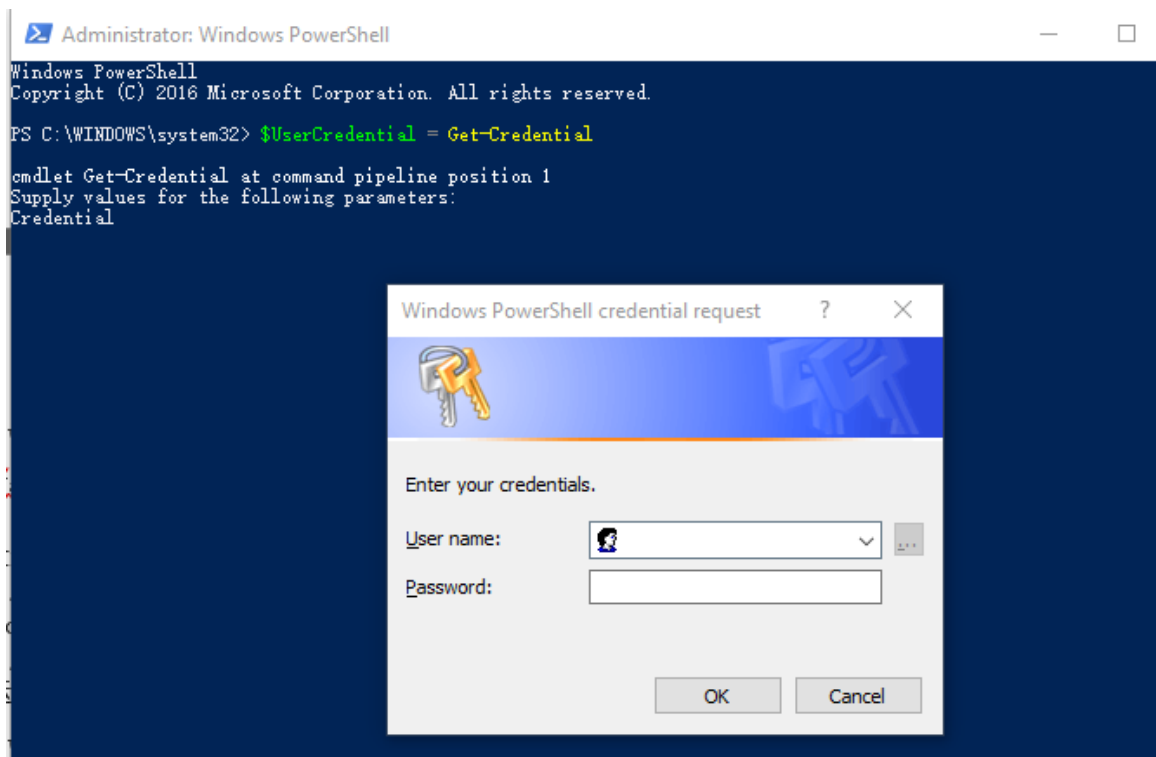 Administrator: Windows PowerShell
Windows PowerShell
Copyright (C) 2016 Microsoft Corporation. All rights reserved.
PS C:\WINDOWS\system32> $UserCredential = Get-Credential
cmdlet Get-Credential at command pipeline position 1
Supply values for the following parameters:
Credential
Windows PowerShell credential request
Enter your credentials.
User name:
...
Password:
OK Cancel